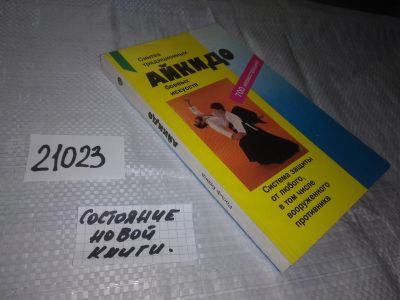 Синтез
традиционных
АЙКИДО
боевых
искусств
700 иллюстраций
Система защиты
от любого,
в том числе
вооруженного
противника
АЙКИДО
21023
СОСТОЯНИЕ
НОВОЙ
КНИГИ.